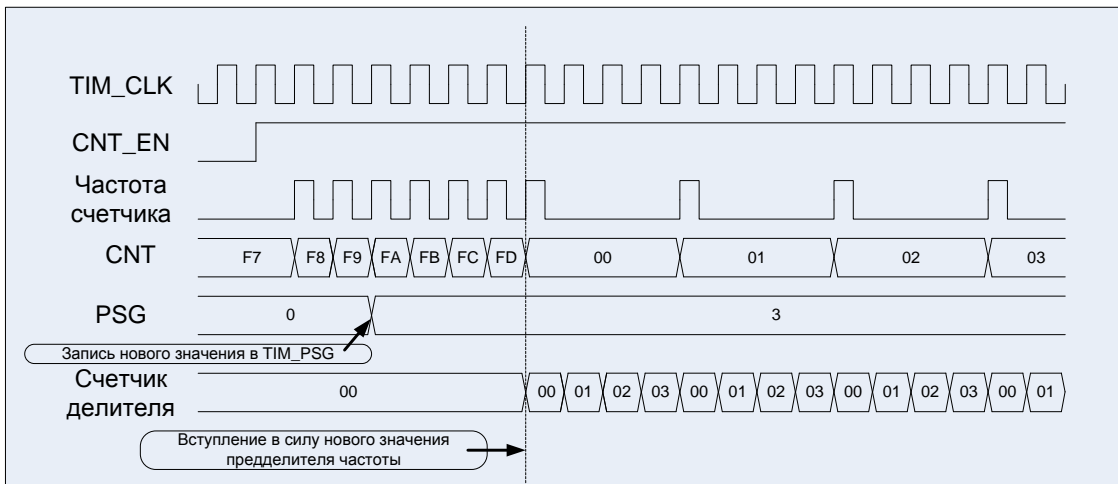 TIM_CLK
CNT_EN
Частота
счетчика
CNT
F7 F8 F9 FA FB FC FD 00 01 02 03
PSG
0 3
Запись нового значения в TIM_PSG
Счетчик
делителя
00 00 01 02 03 00 01 02 03 00 01 02 03 00 01
Вступление в силу нового значения
предделителя частоты